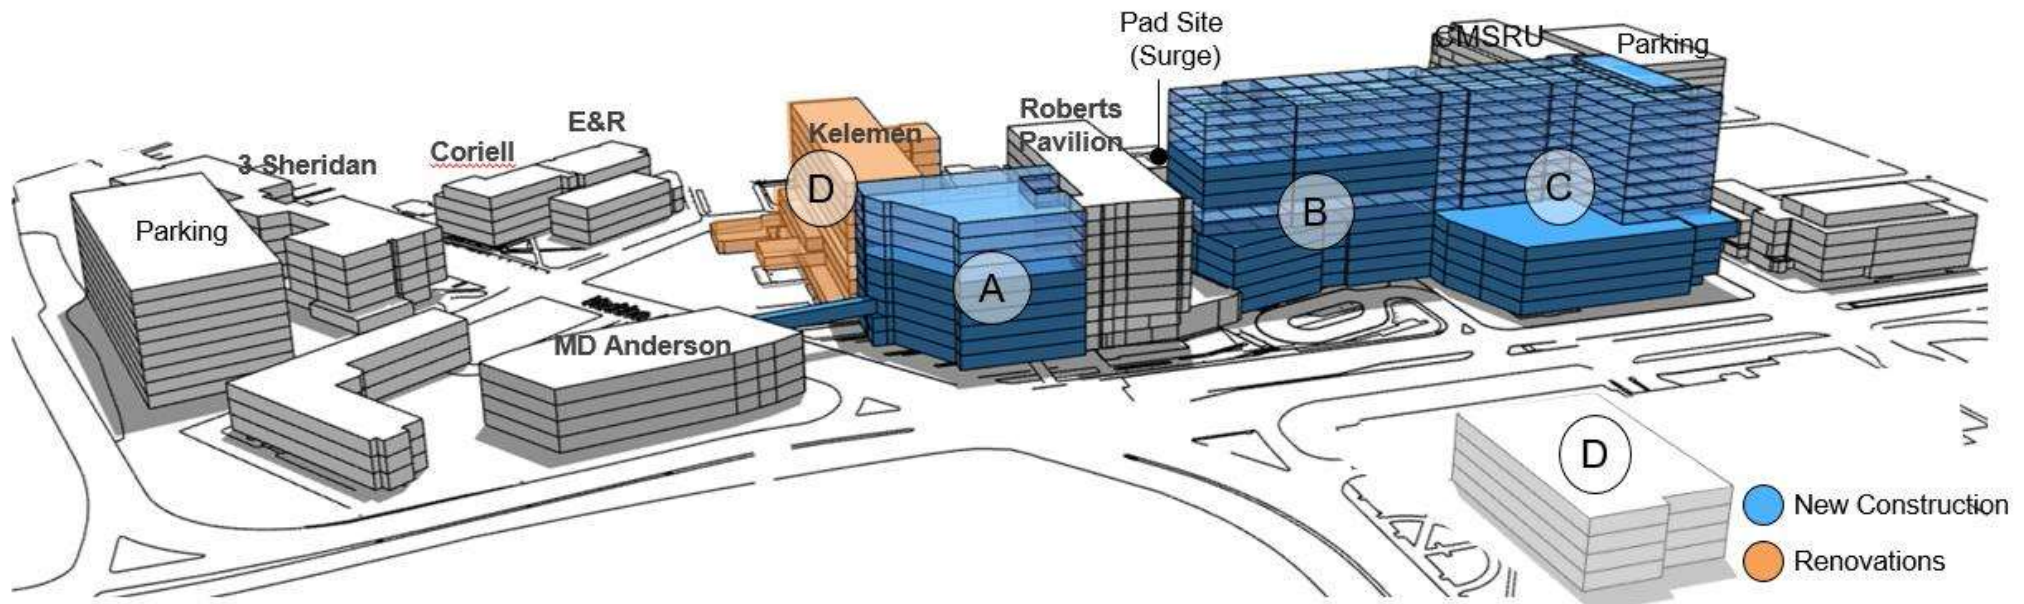 Pad Site
(Surge)
CMSRU
Parking
E&R
Roberts
Pavilion
Kelemen
Coriell
3 Sheridan
D
C
B
Parking
A
MD Anderson
D
New Construction
Renovations